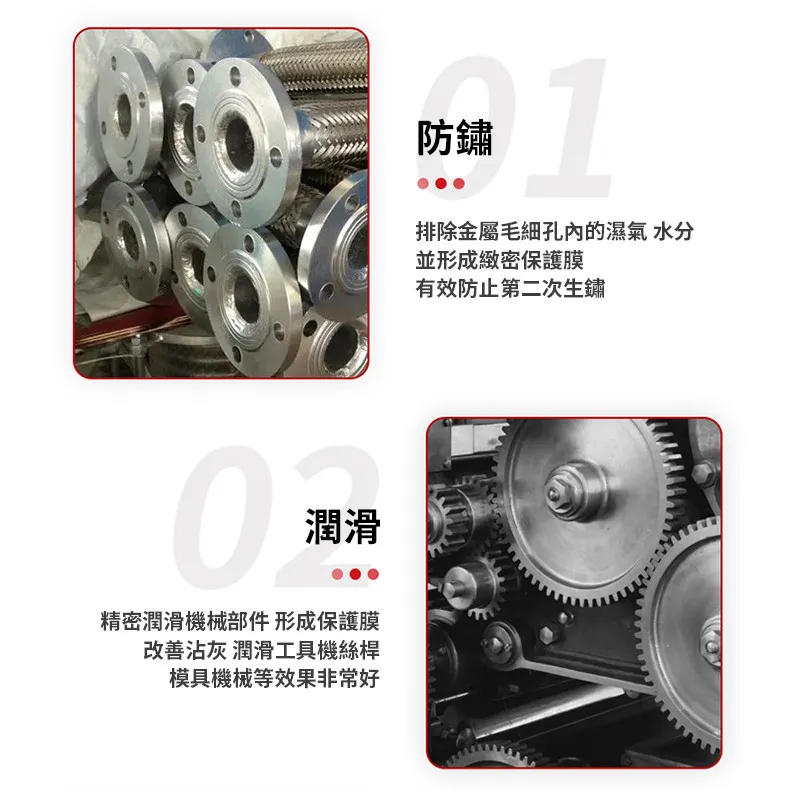 01
防鏽
排除金屬毛細孔內的濕氣 水分
並形成緻密保護膜
有效防止第二次生鏽
02
潤滑
精密潤滑機械部件 形成保護膜
改善沾灰 潤滑工具機絲桿
模具機械等效果非常好